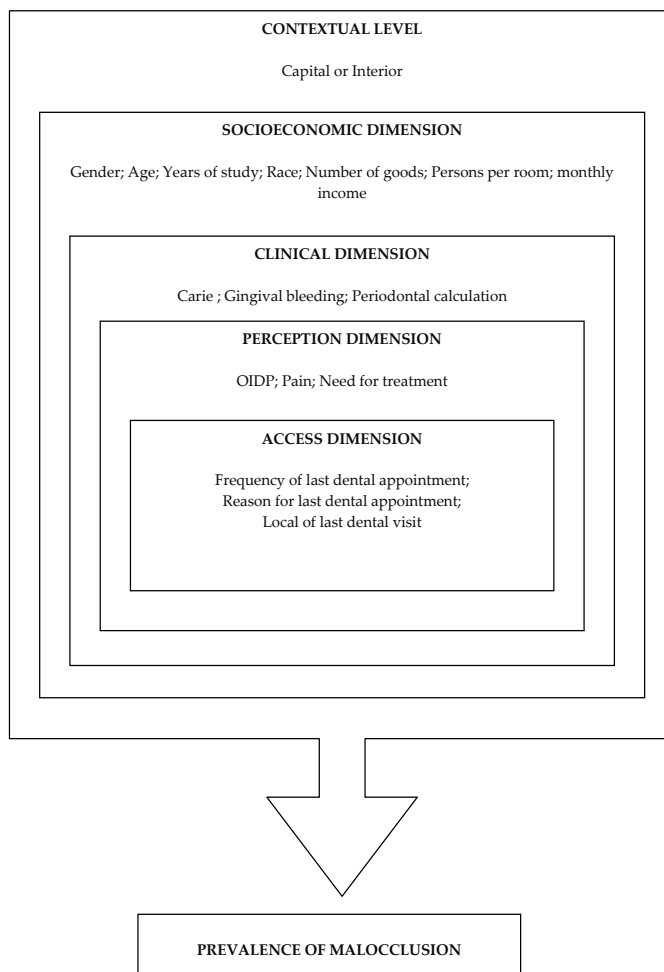 CONTEXTUAL LEVEL
Capital or Interior
SOCIOECONOMIC DIMENSION
Gender; Age; Years of study; Race; Number of goods; Persons per room; monthly
income
CLINICAL DIMENSION
Carie ; Gingival bleeding; Periodontal calculation
PERCEPTION DIMENSION
OIDP; Pain; Need for treatment
ACCESS DIMENSION
Frequency of last dental appointment;
Reason for last dental appointment;
Local of last dental visit
PREVALENCE OF MALOCCLUSION